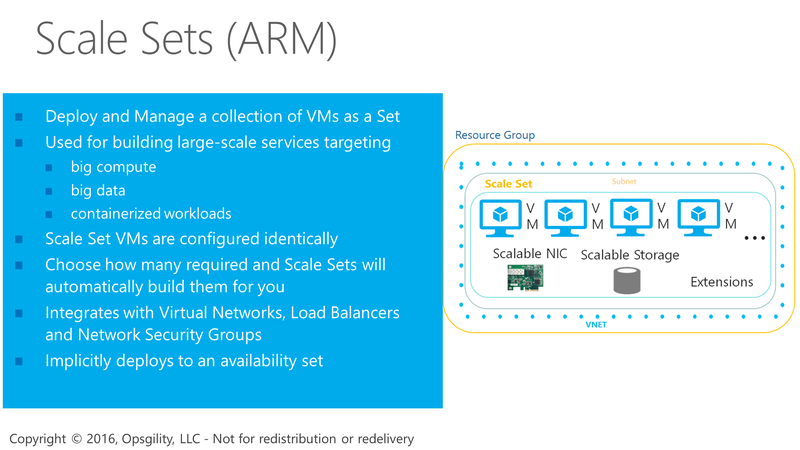 Scale Sets (ARM)
Deploy and Manage a collection of VMs as a Set
Used for building large-scale services targeting
big compute
big data
containerized workloads
Scale Set VMs are configured identically
Choose how many required and Scale Sets will
automatically build them for you
Integrates with Virtual Networks, Load Balancers
and Network Security Groups
Implicitly deploys to an availability set
Resource Group
Scale Set
Subnet
V
M
V
M
V
M
V
M
...
Scalable NIC
Scalable Storage
Extensions
VNET
Copyright © 2016, Opsgility, LLC - Not for redistribution or redelivery